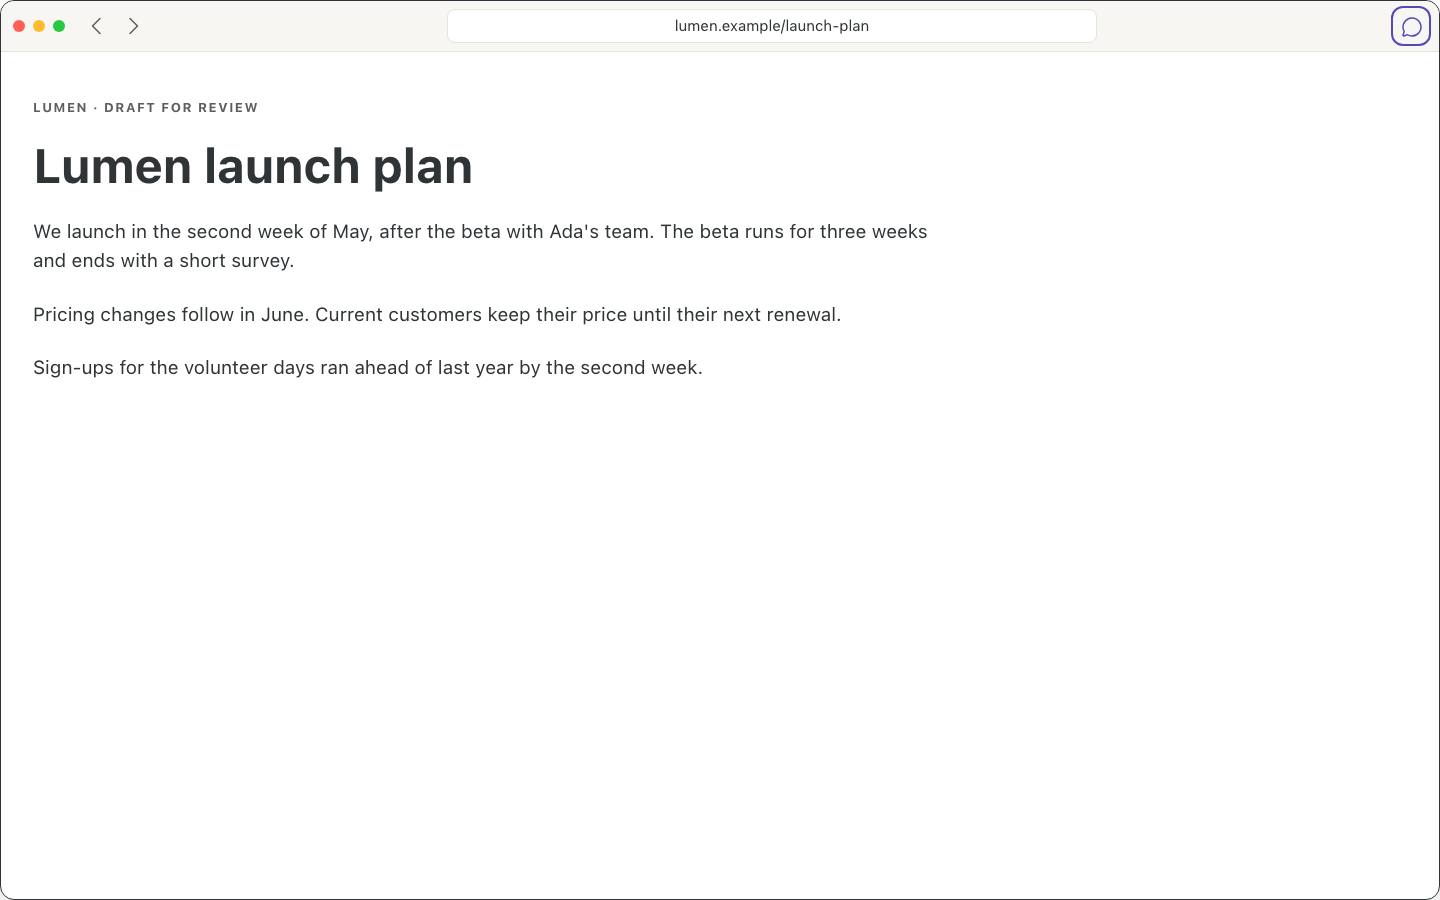 lumen.example/launch-plan
LUMEN · DRAFT FOR REVIEW
Lumen launch plan
We launch in the second week of May, after the beta with Ada's team. The beta runs for three weeks
and ends with a short survey.
Pricing changes follow in June. Current customers keep their price until their next renewal.
Sign-ups for the volunteer days ran ahead of last year by the second week.